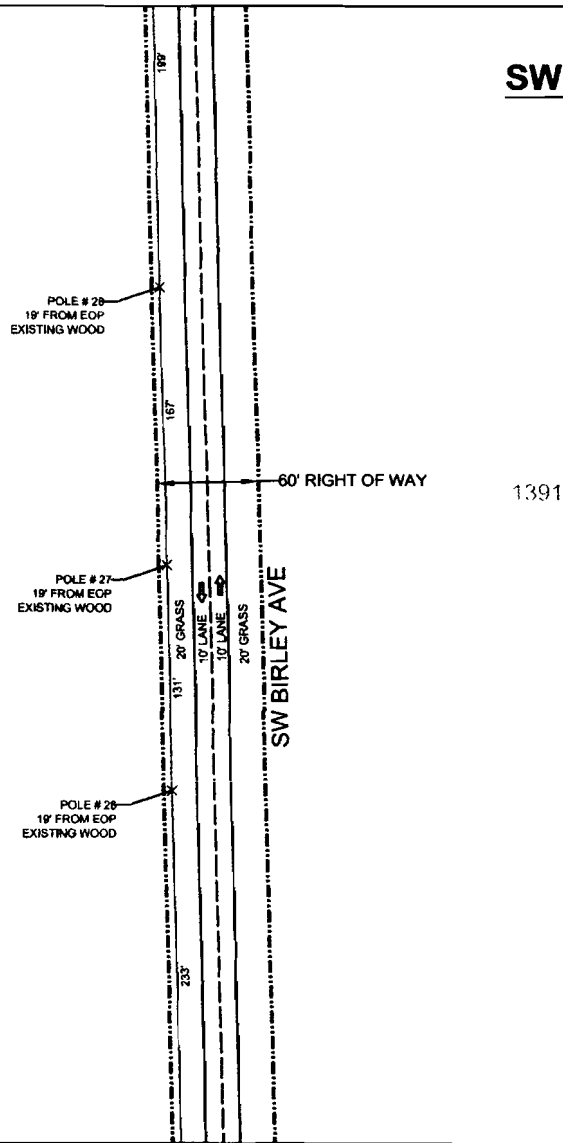 SW
199'
POLE # 28
19' FROM EOP
EXISTING WOOD
167'
60' RIGHT OF WAY
1391
POLE # 27
19' FROM EOP
EXISTING WOOD
20' GRASS
10' LANE
10' LANE
20' GRASS
SW BIRLEY AVE
131'
POLE # 26
19' FROM EOP
EXISTING WOOD
233'